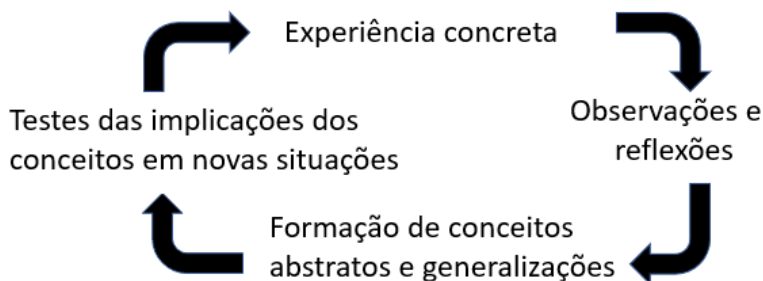 Experiência concreta
Observações e
reflexões
Formação de conceitos
abstratos e generalizações
Testes das implicações dos
conceitos em novas situações